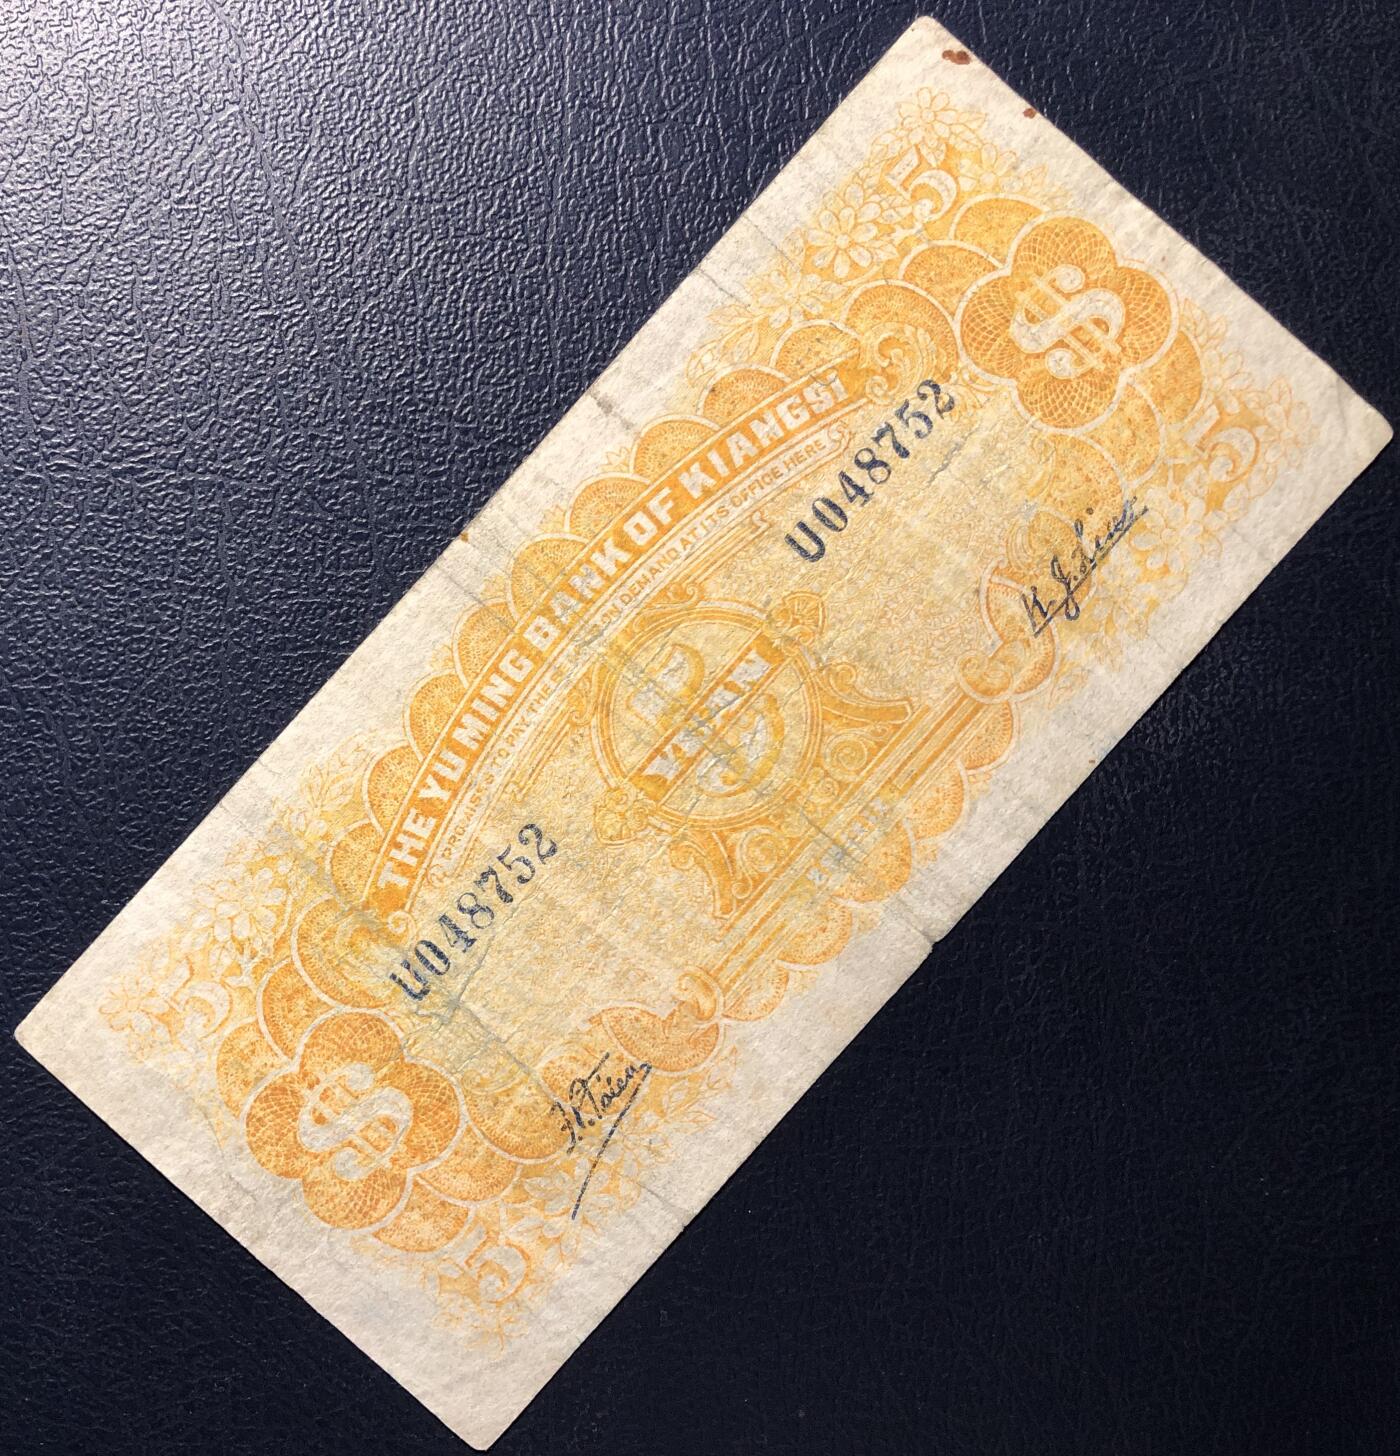 THE YU MING BANK OF KIANGSI
PROMISES TO PAY THE BEARER ON DEMAND AT ITS OFFICE HERE
5 5
$ $
U048752 U048752
5
YUAN
5 5